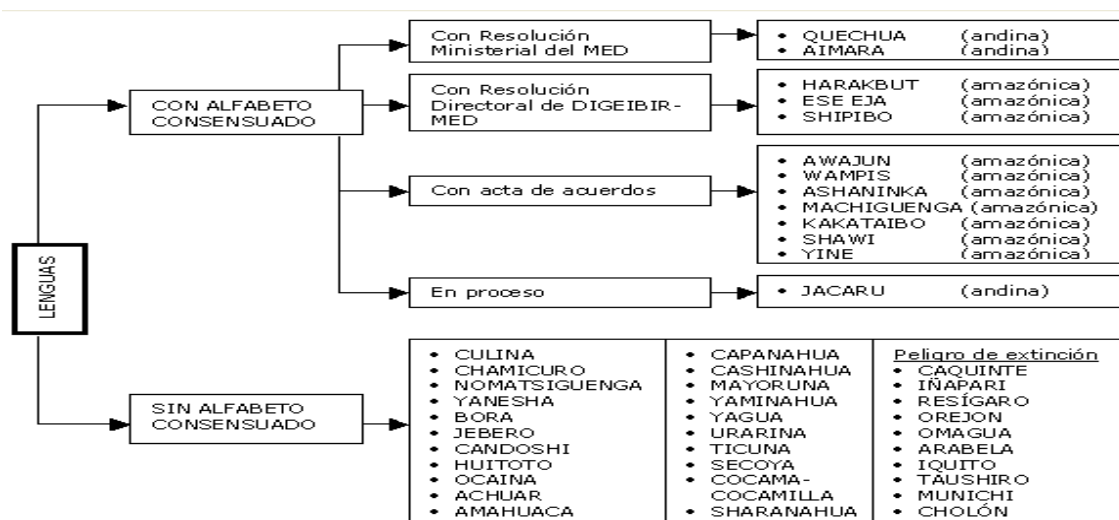 LENGUAS
CON ALFABETO
CONSENSUADO
Con Resolución
Ministerial del MED
• QUECHUA (andina)
• AIMARA (andina)
Con Resolución
Directoral de DIGEIBIR-
MED
• HARAKBUT (amazónica)
• ESE EJA (amazónica)
• SHIPIBO (amazónica)
Con acta de acuerdos
• AWAJUN (amazónica)
• WAMPIS (amazónica)
• ASHANINKA (amazónica)
• MACHIGUENGA (amazónica)
• KAKATAIBO (amazónica)
• SHAWI (amazónica)
• YINE (amazónica)
En proceso
• JACARU (andina)
SIN ALFABETO
CONSENSUADO
• CULINA
• CHAMICURO
• NOMATSIGUENGA
• YANESHA
• BORA
• JEBERO
• CANDOSHI
• HUITOTO
• OCAINA
• ACHUAR
• AMAHUACA
• CAPANAHUA
• CASHINAHUA
• MAYORUNA
• YAMINAHUA
• YAGUA
• URARINA
• TICUNA
• SECOYA
• COCAMA-
COCAMILLA
• SHARANAHUA
Peligro de extinción
• CAQUINTE
• IÑAPARI
• RESÍGARO
• OREJON
• OMAGUA
• ARABELA
• IQUITO
• TAUSHIRO
• MUNICHI
• CHOLÓN